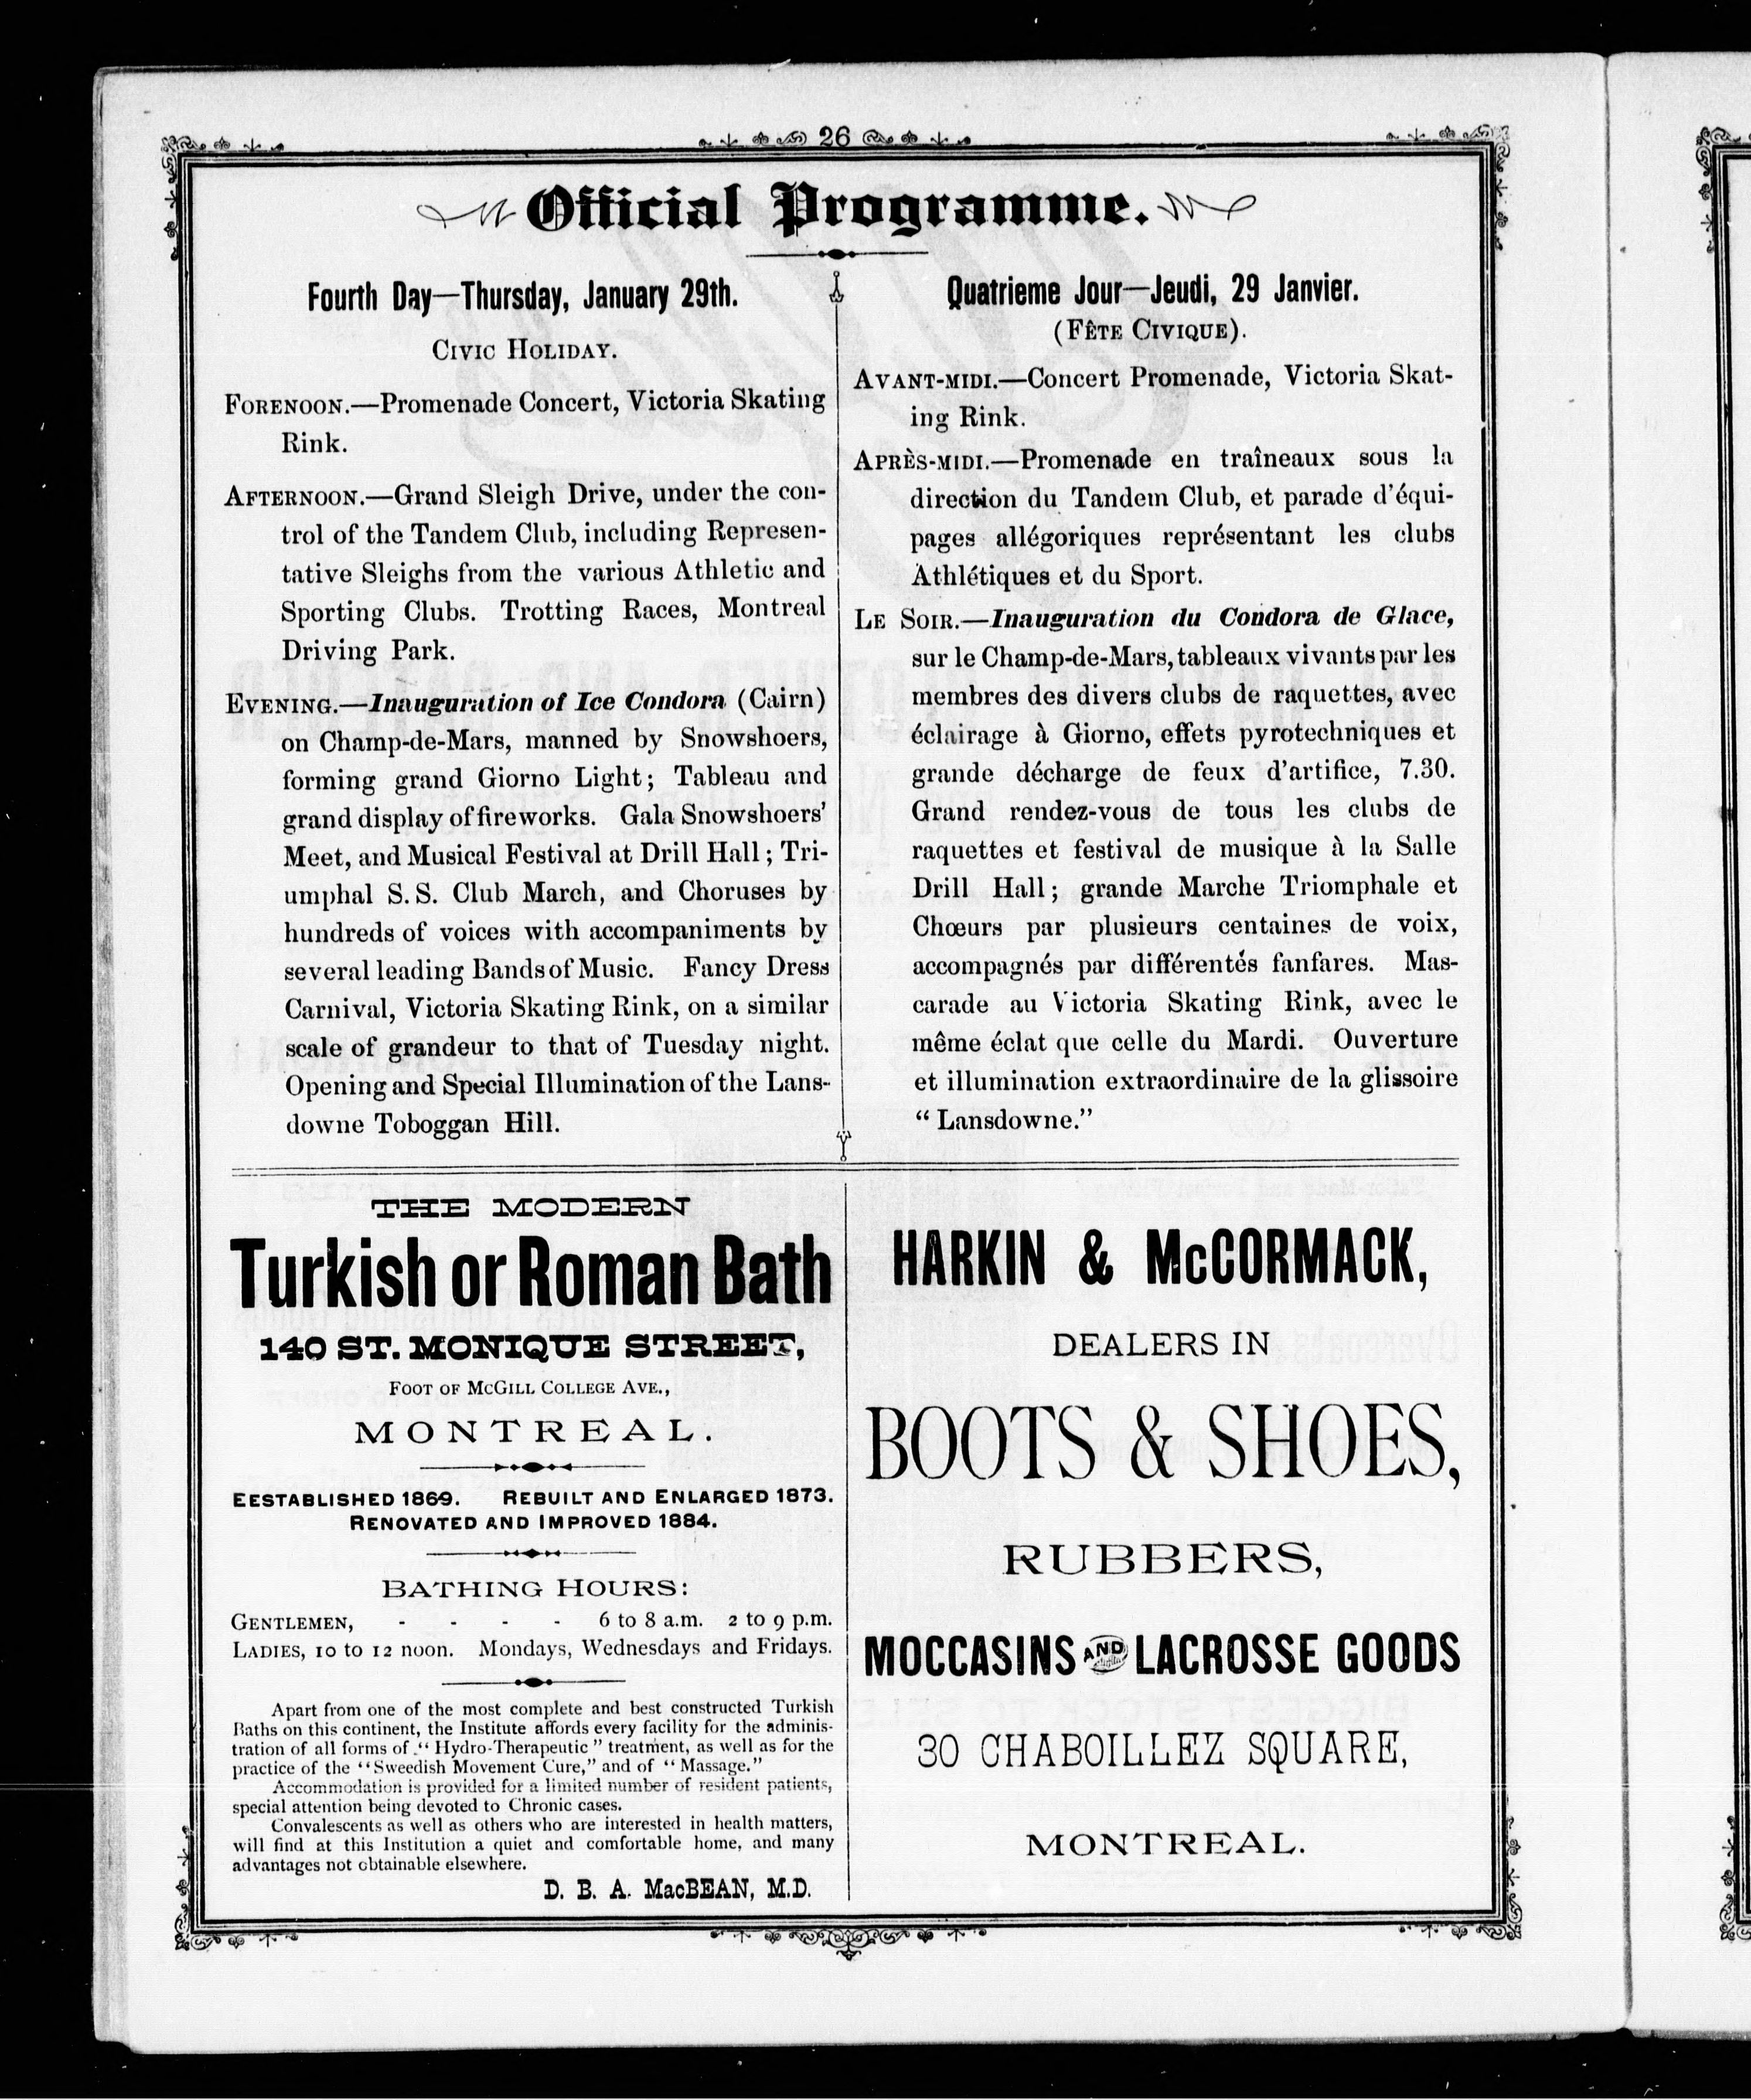 26
Official Programme.
Fourth Day—Thursday, January 29th.
CIVIC HOLIDAY.
FORENOON.—Promenade Concert, Victoria Skating
Rink.
AFTERNOON.—Grand Sleigh Drive, under the con-
trol of the Tandem Club, including Represen-
tative Sleighs from the various Athletic and
Sporting Clubs. Trotting Races, Montreal
Driving Park.
EVENING.—Inauguration of Ice Condora (Cairn)
on Champ-de-Mars, manned by Snowshoers,
forming grand Giorno Light; Tableau and
grand display of fireworks. Gala Snowshoers'
Meet, and Musical Festival at Drill Hall; Tri-
umphal S. S. Club March, and Choruses by
hundreds of voices with accompaniments by
several leading Bands of Music. Fancy Dress
Carnival, Victoria Skating Rink, on a similar
scale of grandeur to that of Tuesday night.
Opening and Special Illumination of the Lans-
downe Toboggan Hill.
Quatrieme Jour—Jeudi, 29 Janvier.
(FÊTE CIVIQUE).
AVANT-MIDI.—Concert Promenade, Victoria Skat-
ing Rink.
APRÈS-MIDI.—Promenade en traîneaux sous la
direction du Tandem Club, et parade d'équi-
pages allégoriques représentant les clubs
Athlétiques et du Sport.
LE SOIR.—Inauguration du Condora de Glace,
sur le Champ-de-Mars, tableaux vivants par les
membres des divers clubs de raquettes, avec
éclairage à Giorno, effets pyrotechniques et
grande décharge de feux d'artifice, 7.30.
Grand rendez-vous de tous les clubs de
raquettes et festival de musique à la Salle
Drill Hall; grande Marche Triomphale et
Chœurs par plusieurs centaines de voix,
accompagnés par différentés fanfares. Mas-
carade au Victoria Skating Rink, avec le
même éclat que celle du Mardi. Ouverture
et illumination extraordinaire de la glissoire
"Lansdowne."
THE MODERN
Turkish or Roman Bath
140 ST. MONIQUE STREET,
FOOT OF MCGILL COLLEGE AVE.,
MONTREAL.
EESTABLISHED 1869. REBUILT AND ENLARGED 1873.
RENOVATED AND IMPROVED 1884.
BATHING HOURS:
GENTLEMEN, - - - - 6 to 8 a.m. 2 to 9 p.m.
LADIES, 10 to 12 noon. Mondays, Wednesdays and Fridays.
Apart from one of the most complete and best constructed Turkish
Baths on this continent, the Institute affords every facility for the adminis-
tration of all forms of "Hydro-Therapeutic" treatment, as well as for the
practice of the "Swedish Movement Cure," and of "Massage."
Accommodation is provided for a limited number of resident patients,
special attention being devoted to Chronic cases.
Convalescents as well as others who are interested in health matters,
will find at this Institution a quiet and comfortable home, and many
advantages not obtainable elsewhere.
D. B. A. MacBEAN, M.D.
HARKIN & McCORMACK,
DEALERS IN
BOOTS & SHOES,
RUBBERS,
MOCCASINS AND LACROSSE GOODS
30 CHABOILLEZ SQUARE,
MONTREAL.